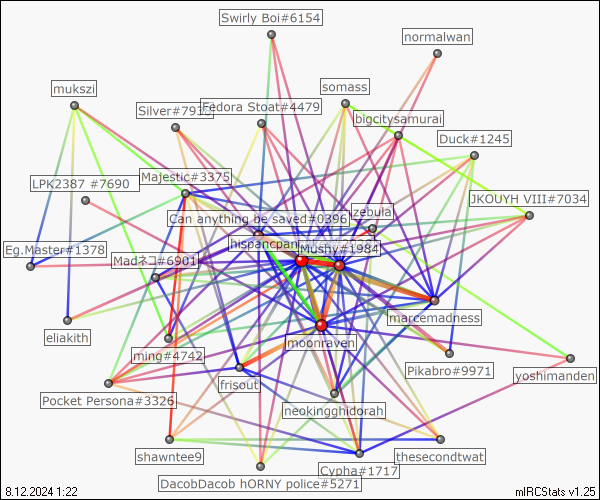 Swirly Boi#6154
normalwan
mukszi
somass
Fedora Stoat#4479
Silver#793
bigcitysamurai
Duck#1245
Majestic#3375
LPK2387 #7690
JKOUYH VIII#7034
zebula
Can anything be saved#0396
hispancpan
Mushy#1984
Eg.Master#1378
Madネコ#6901
marcemadness
eliakith
moonraven
ming#4742
Pikabro#9971
yoshimanden
frisout
Pocket Persona#3326
neokingghidorah
shawntee9
thesecondtwat
Cypha#1717
DacobDacob hORNY police#5271
8.12.2024 1:22
mIRCStats v1.25